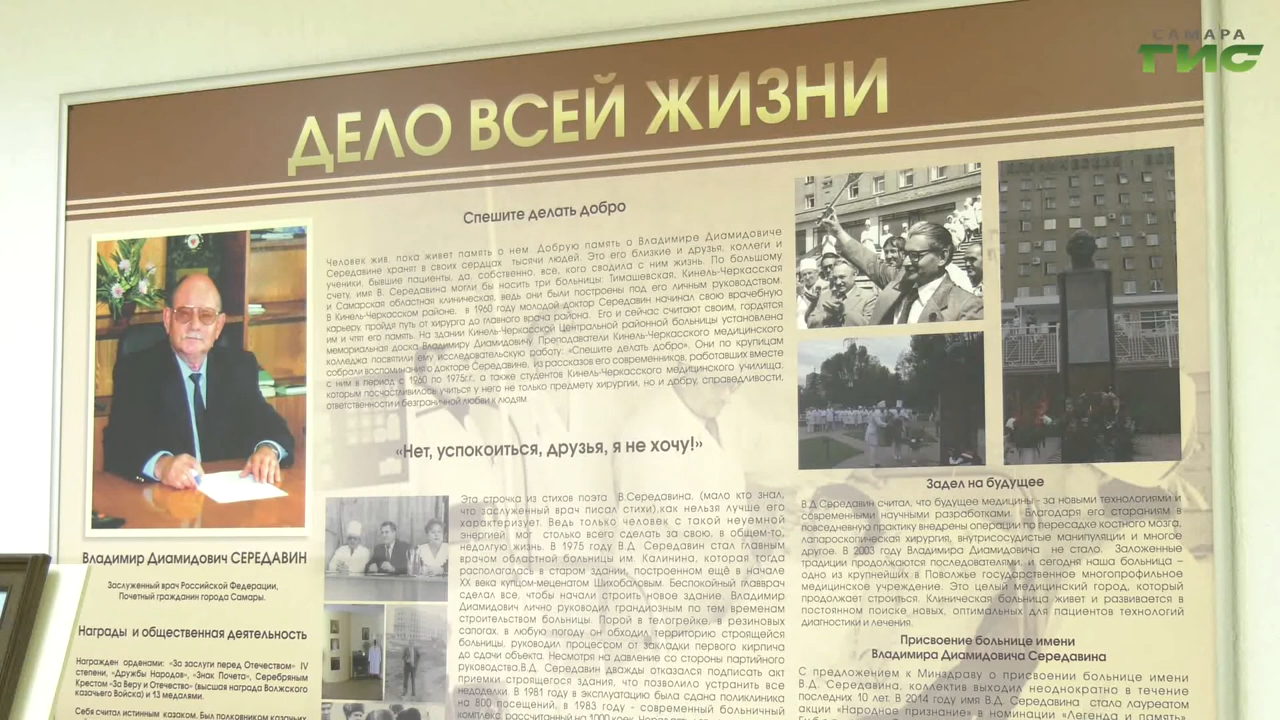 САМАРА
ГИС
ДЕЛО ВСЕЙ ЖИЗНИ
Спешите делать добро
Человек жив, пока живет память о нем. Добрую память о Владимире Диамидовиче
Середавине хранят в своих сердцах тысячи людей. Это его близкие и друзья, коллеги и
ученики, бывшие пациенты, да, собственно, все, кого сводила с ним жизнь. По большому
счету, имя В. Середавина могли бы носить три больницы: Тимашевская, Кинель-Черкасская
и Самарская областная клиническая, ведь они были построены под его личным руководством.
В Кинель-Черкасском районе, в 1960 году молодой доктор Середавин начинал свою врачебную
карьеру, пройдя путь от хирурга до главного врача района. Его и сейчас считают своим, гордятся
им и чтят его память. На здании Кинель-Черкасской Центральной районной больницы установлена
мемориальная доска Владимиру Диамидовичу. Преподаватели Кинель-Черкасского медицинского
колледжа посвятили ему исследовательскую работу: «Спешите делать добро». Они по крупицам
собрали воспоминания о докторе Середавине, из рассказов его современников, работавших вместе
с ним в период с 1960 по 1975г.г., а также студентов Кинель-Черкасского медицинского училища,
которым посчастливилось учиться у него не только предмету хирургии, но и добру, справедливости,
ответственности и безграничной любви к людям.
«Нет, успокоиться, друзья, я не хочу!»
Эта строчка из стихов поэта В.Середавина, (мало кто знал,
что заслуженный врач писал стихи),как нельзя лучше его
характеризует. Ведь только человек с такой неуемной
энергией мог столько всего сделать за свою, в общем-то,
недолгую жизнь. В 1975 году В.Д. Середавин стал главным
врачом областной больницы им. Калинина, которая тогда
располагалась в старом здании, построенном ещё в начале
XX века купцом-меценатом Шихобаловым. Беспокойный главврач
сделал все, чтобы начали строить новое здание. Владимир
Диамидович лично руководил грандиозным по тем временам
строительством больницы. Порой в телогрейке и резиновых
сапогах, в любую погоду он обходил территорию строящейся
больницы, руководил процессом от закладки первого кирпича
до сдачи объекта. Несмотря на давление со стороны партийного
руководства,В.Д. Середавин дважды отказался подписать акт
приемки строящегося здания, что позволило устранить все
недоделки. В 1981 году в эксплуатацию была сдана поликлиника
на 800 посещений, в 1983 году - современный больничный
комплекс, рассчитанный на 1000 коек.
Владимир Диамидович СЕРЕДАВИН
Заслуженный врач Российской Федерации,
Почетный гражданин города Самары.
Награды и общественная деятельность
Награжден орденами: «За заслуги перед Отечеством» IV
степени, «Дружбы Народов», «Знак Почета», Серебряным
Крестом «За Веру и Отечество» (высшая награда Волжского
казачьего Войска) и 13 медалями.
Себя считал истинным казаком. Был полковником казачьих
Задел на будущее
В.Д. Середавин считал, что будущее медицины - за новыми технологиями и
современными научными разработками. Благодаря его стараниям в
повседневную практику внедрены операции по пересадке костного мозга,
лапароскопическая хирургия, внутрисосудистые манипуляции и многое
другое. В 2003 году Владимира Диамидовича не стало. Заложенные
традиции продолжаются последователями, и сегодня наша больница –
одно из крупнейших в Поволжье государственное многопрофильное
медицинское учреждение. Это целый медицинский город, который
продолжает строиться. Клиническая больница живет и развивается в
постоянном поиске новых, оптимальных для пациентов технологий
диагностики и лечения.
Присвоение больнице имени
Владимира Диамидовича Середавина
С предложением к Минздраву о присвоении больнице имени
В.Д. Середавина, коллектив выходил неоднократно в течение
последних 10 лет. В 2014 году имя В.Д. Середавина стало лауреатом
акции «Народное признание» в номинации «Легенда и память»